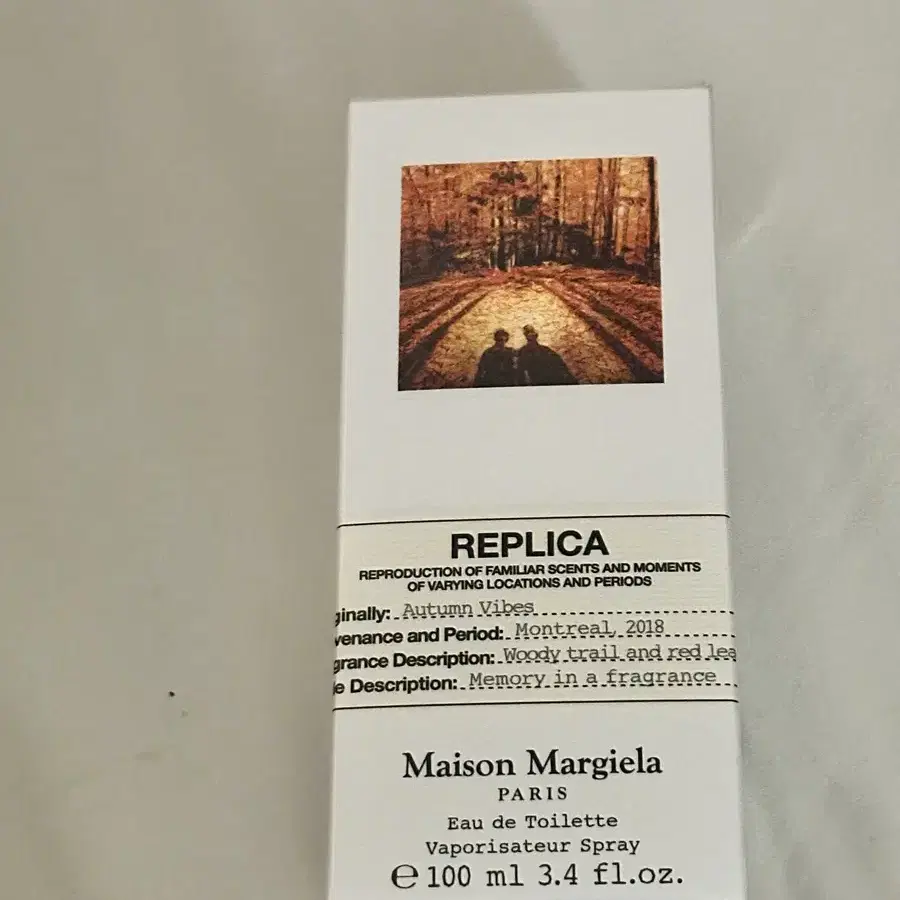 REPLICA
REPRODUCTION OF FAMILIAR SCENTS AND MOMENTS
OF VARYING LOCATIONS AND PERIODS
ginally: Autumn Vibes
venance and Period: Montreal, 2018
grance Description: Woody trail and red lea
e Description: Memory in a fragrance
Maison Margiela
PARIS
Eau de Toilette
Vaporisateur Spray
℮ 100 ml 3.4 fl.oz.